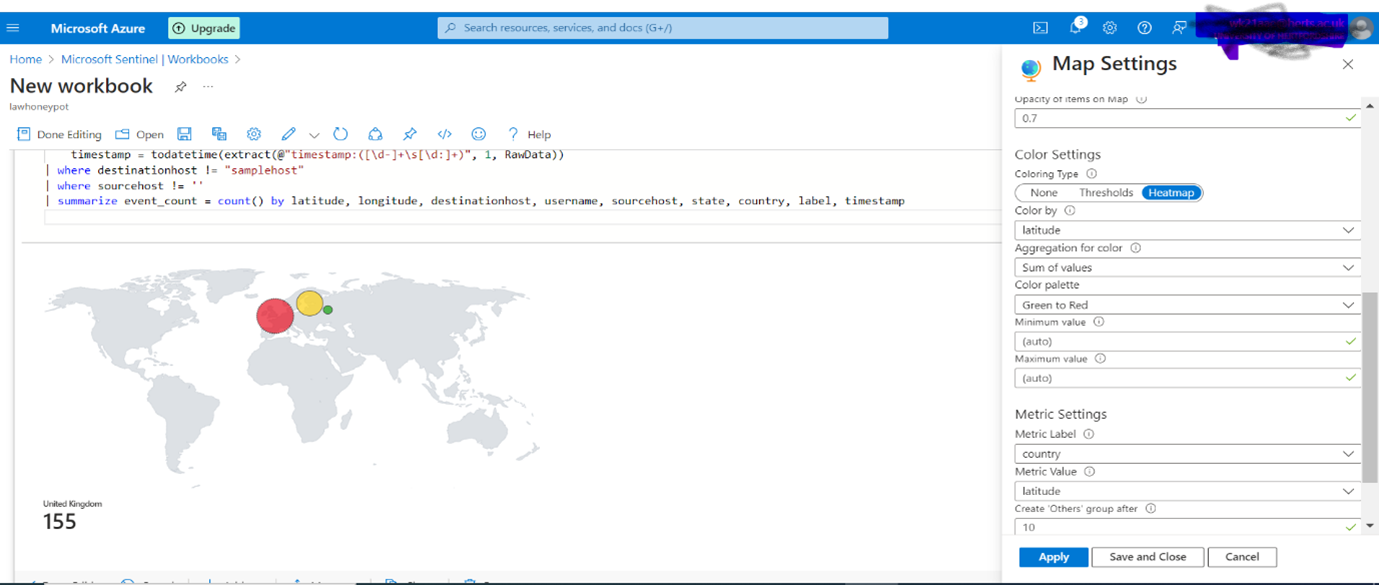 Microsoft Azure
Upgrade
Search resources, services, and docs (G+/)
3
Home > Microsoft Sentinel | Workbooks >
New workbook
...
lawhoneypot
Done Editing
Open
? Help
timestamp = todatetime(extract(@"timestamp:([\d-]+\s[\d:]+)", 1, RawData))
| where destinationhost != "samplehost"
| where sourcehost != ''
| summarize event_count = count() by latitude, longitude, destinationhost, username, sourcehost, state, country, label, timestamp
United Kingdom
155
Map Settings
Opacity of items on Map
0.7
Color Settings
Coloring Type
None Thresholds Heatmap
Color by
latitude
Aggregation for color
Sum of values
Color palette
Green to Red
Minimum value
(auto)
Maximum value
(auto)
Metric Settings
Metric Label
country
Metric Value
latitude
Create 'Others' group after
10
Apply Save and Close Cancel